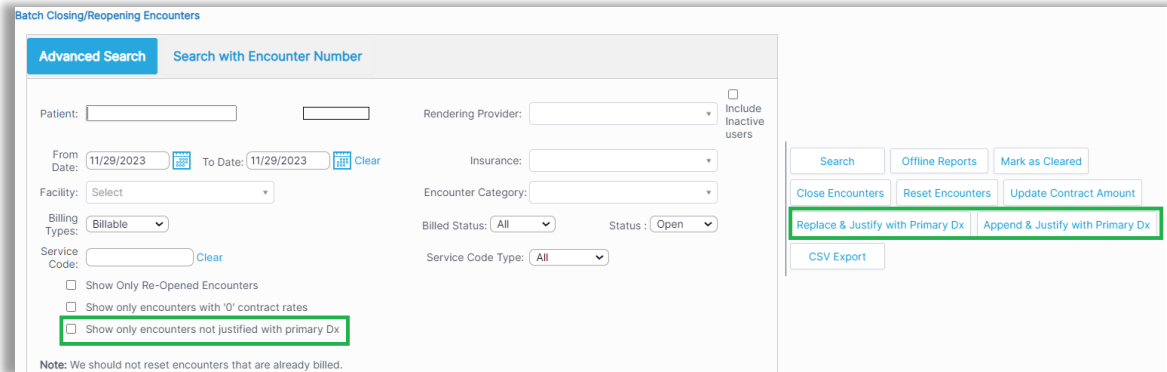 Batch Closing/Reopening Encounters
Advanced Search
Search with Encounter Number
Patient:
Rendering Provider:
Include
Inactive
users
From
Date:
11/29/2023
To Date:
11/29/2023
Clear
Insurance:
Facility:
Select
Encounter Category:
Billing
Types:
Billable
Billed Status:
All
Status :
Open
Service
Code:
Clear
Service Code Type:
All
Show Only Re-Opened Encounters
Show only encounters with '0' contract rates
Show only encounters not justified with primary Dx
Note: We should not reset encounters that are already billed.
Search
Offline Reports
Mark as Cleared
Close Encounters
Reset Encounters
Update Contract Amount
Replace & Justify with Primary Dx
Append & Justify with Primary Dx
CSV Export